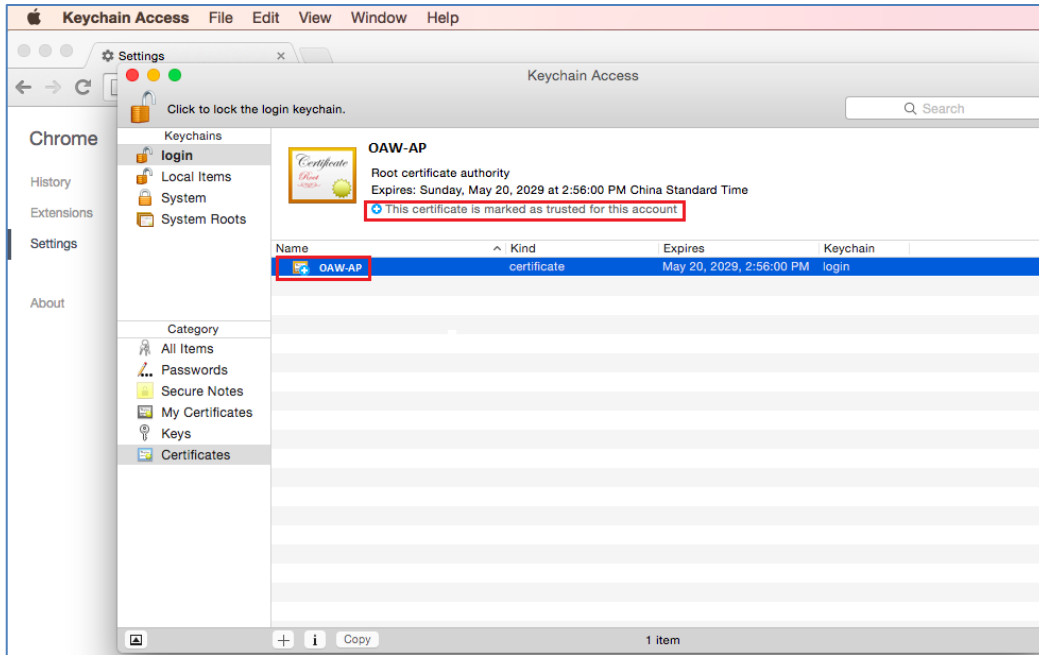 Keychain Access File Edit View Window Help
Settings
Keychain Access
Click to lock the login keychain.
Search
Chrome
History
Extensions
Settings
About
Keychains
login
Local Items
System
System Roots
Category
All Items
Passwords
Secure Notes
My Certificates
Keys
Certificates
Certificate
Root
OAW-AP
Root certificate authority
Expires: Sunday, May 20, 2029 at 2:56:00 PM China Standard Time
This certificate is marked as trusted for this account
Name Kind Expires Keychain
OAW-AP certificate May 20, 2029, 2:56:00 PM login
+ i Copy 1 item